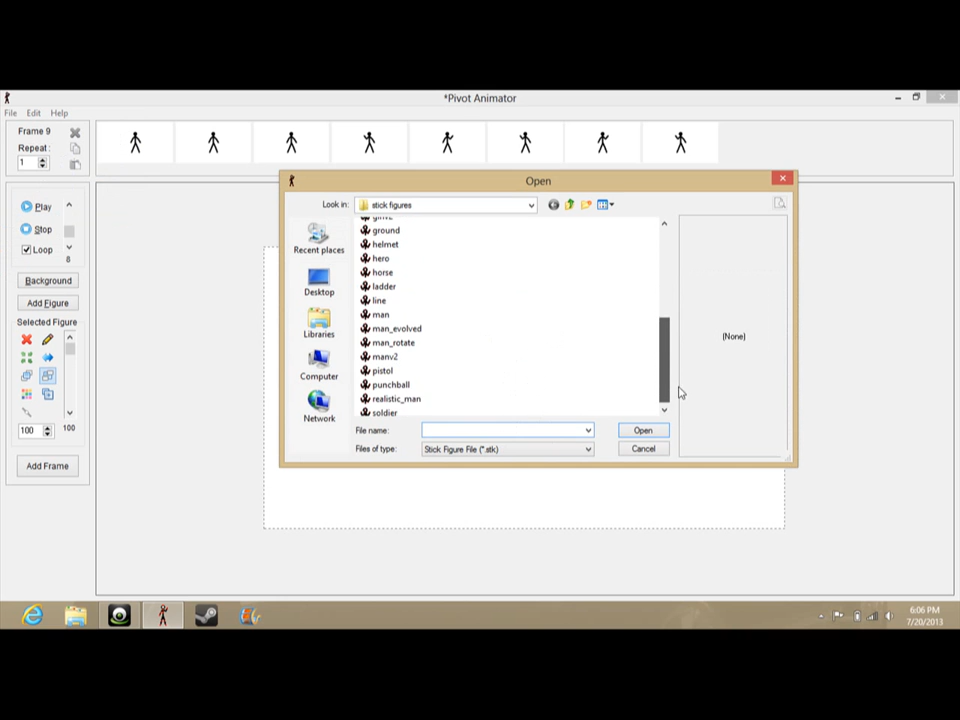 *Pivot Animator
File Edit Help
Frame 9
Repeat:
1
Play
Stop
Loop
8
Background
Add Figure
Selected Figure
100 100
Add Frame
Open
Look in: stick figures
Recent places
Desktop
Libraries
Computer
Network
ground
helmet
hero
horse
ladder
line
man
man_evolved
man_rotate
manv2
pistol
punchball
realistic_man
soldier
(None)
File name:
Open
Files of type: Stick Figure File (*.stk)
Cancel
6:06 PM
7/20/2013